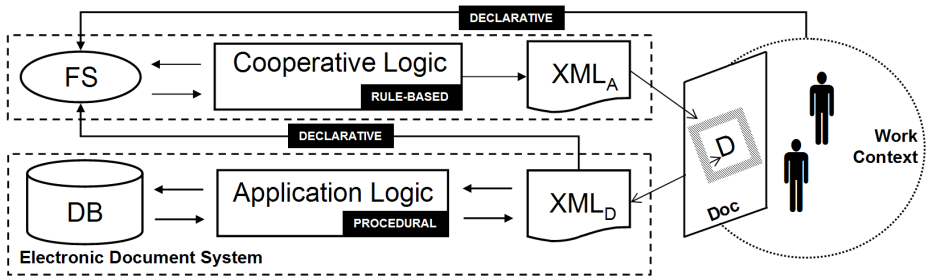 DECLARATIVE
FS
Cooperative Logic
RULE-BASED
XMLA
D
Doc
Work
Context
DECLARATIVE
DB
Application Logic
PROCEDURAL
XMLD
Electronic Document System